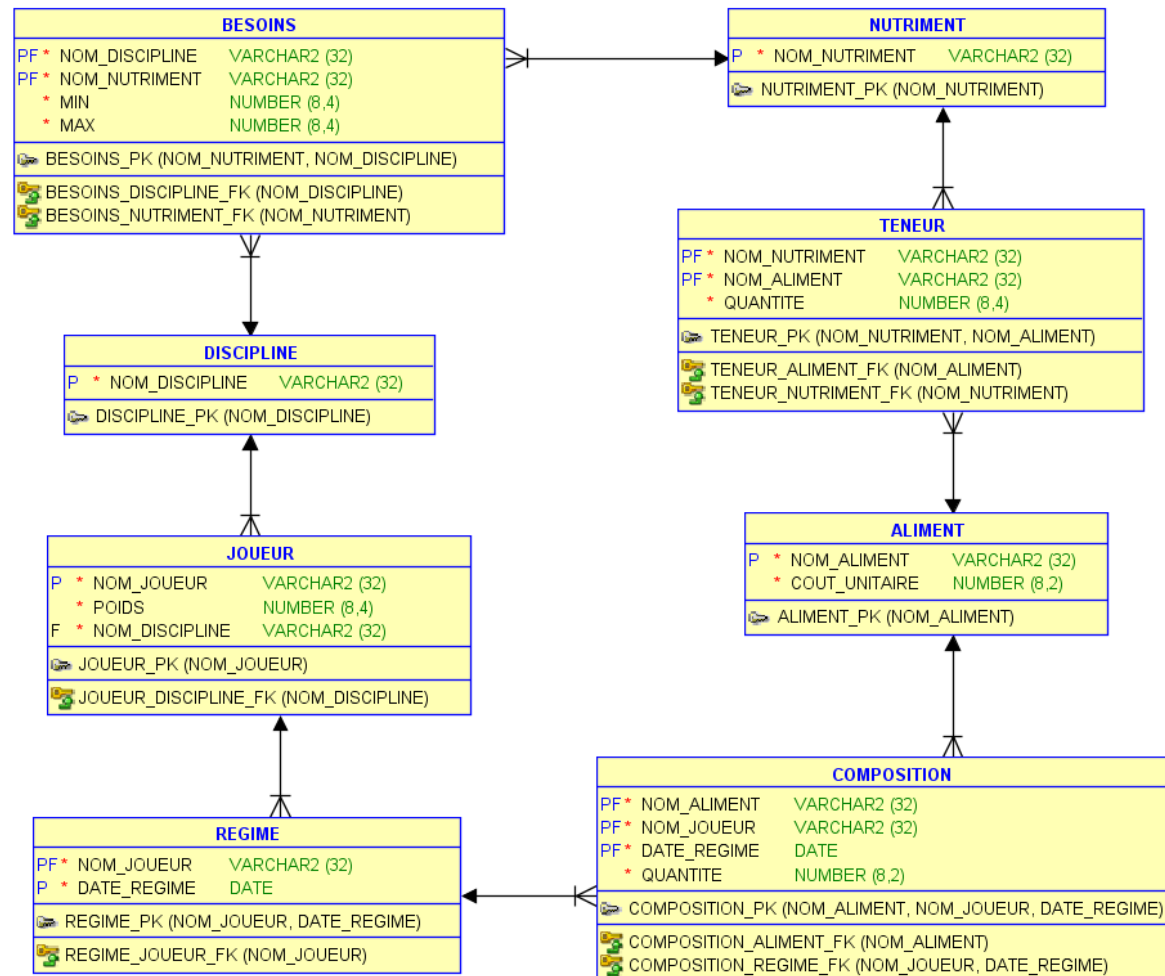 BESOINS
PF * NOM_DISCIPLINE VARCHAR2 (32)
PF * NOM_NUTRIMENT VARCHAR2 (32)
* MIN NUMBER (8,4)
* MAX NUMBER (8,4)
BESOINS_PK (NOM_NUTRIMENT, NOM_DISCIPLINE)
BESOINS_DISCIPLINE_FK (NOM_DISCIPLINE)
BESOINS_NUTRIMENT_FK (NOM_NUTRIMENT)
NUTRIMENT
P * NOM_NUTRIMENT VARCHAR2 (32)
NUTRIMENT_PK (NOM_NUTRIMENT)
TENEUR
PF * NOM_NUTRIMENT VARCHAR2 (32)
PF * NOM_ALIMENT VARCHAR2 (32)
* QUANTITE NUMBER (8,4)
TENEUR_PK (NOM_NUTRIMENT, NOM_ALIMENT)
TENEUR_ALIMENT_FK (NOM_ALIMENT)
TENEUR_NUTRIMENT_FK (NOM_NUTRIMENT)
DISCIPLINE
P * NOM_DISCIPLINE VARCHAR2 (32)
DISCIPLINE_PK (NOM_DISCIPLINE)
ALIMENT
P * NOM_ALIMENT VARCHAR2 (32)
* COUT_UNITAIRE NUMBER (8,2)
ALIMENT_PK (NOM_ALIMENT)
JOUEUR
P * NOM_JOUEUR VARCHAR2 (32)
* POIDS NUMBER (8,4)
F * NOM_DISCIPLINE VARCHAR2 (32)
JOUEUR_PK (NOM_JOUEUR)
JOUEUR_DISCIPLINE_FK (NOM_DISCIPLINE)
COMPOSITION
PF * NOM_ALIMENT VARCHAR2 (32)
PF * NOM_JOUEUR VARCHAR2 (32)
PF * DATE_REGIME DATE
* QUANTITE NUMBER (8,2)
COMPOSITION_PK (NOM_ALIMENT, NOM_JOUEUR, DATE_REGIME)
COMPOSITION_ALIMENT_FK (NOM_ALIMENT)
COMPOSITION_REGIME_FK (NOM_JOUEUR, DATE_REGIME)
REGIME
PF * NOM_JOUEUR VARCHAR2 (32)
P * DATE_REGIME DATE
REGIME_PK (NOM_JOUEUR, DATE_REGIME)
REGIME_JOUEUR_FK (NOM_JOUEUR)